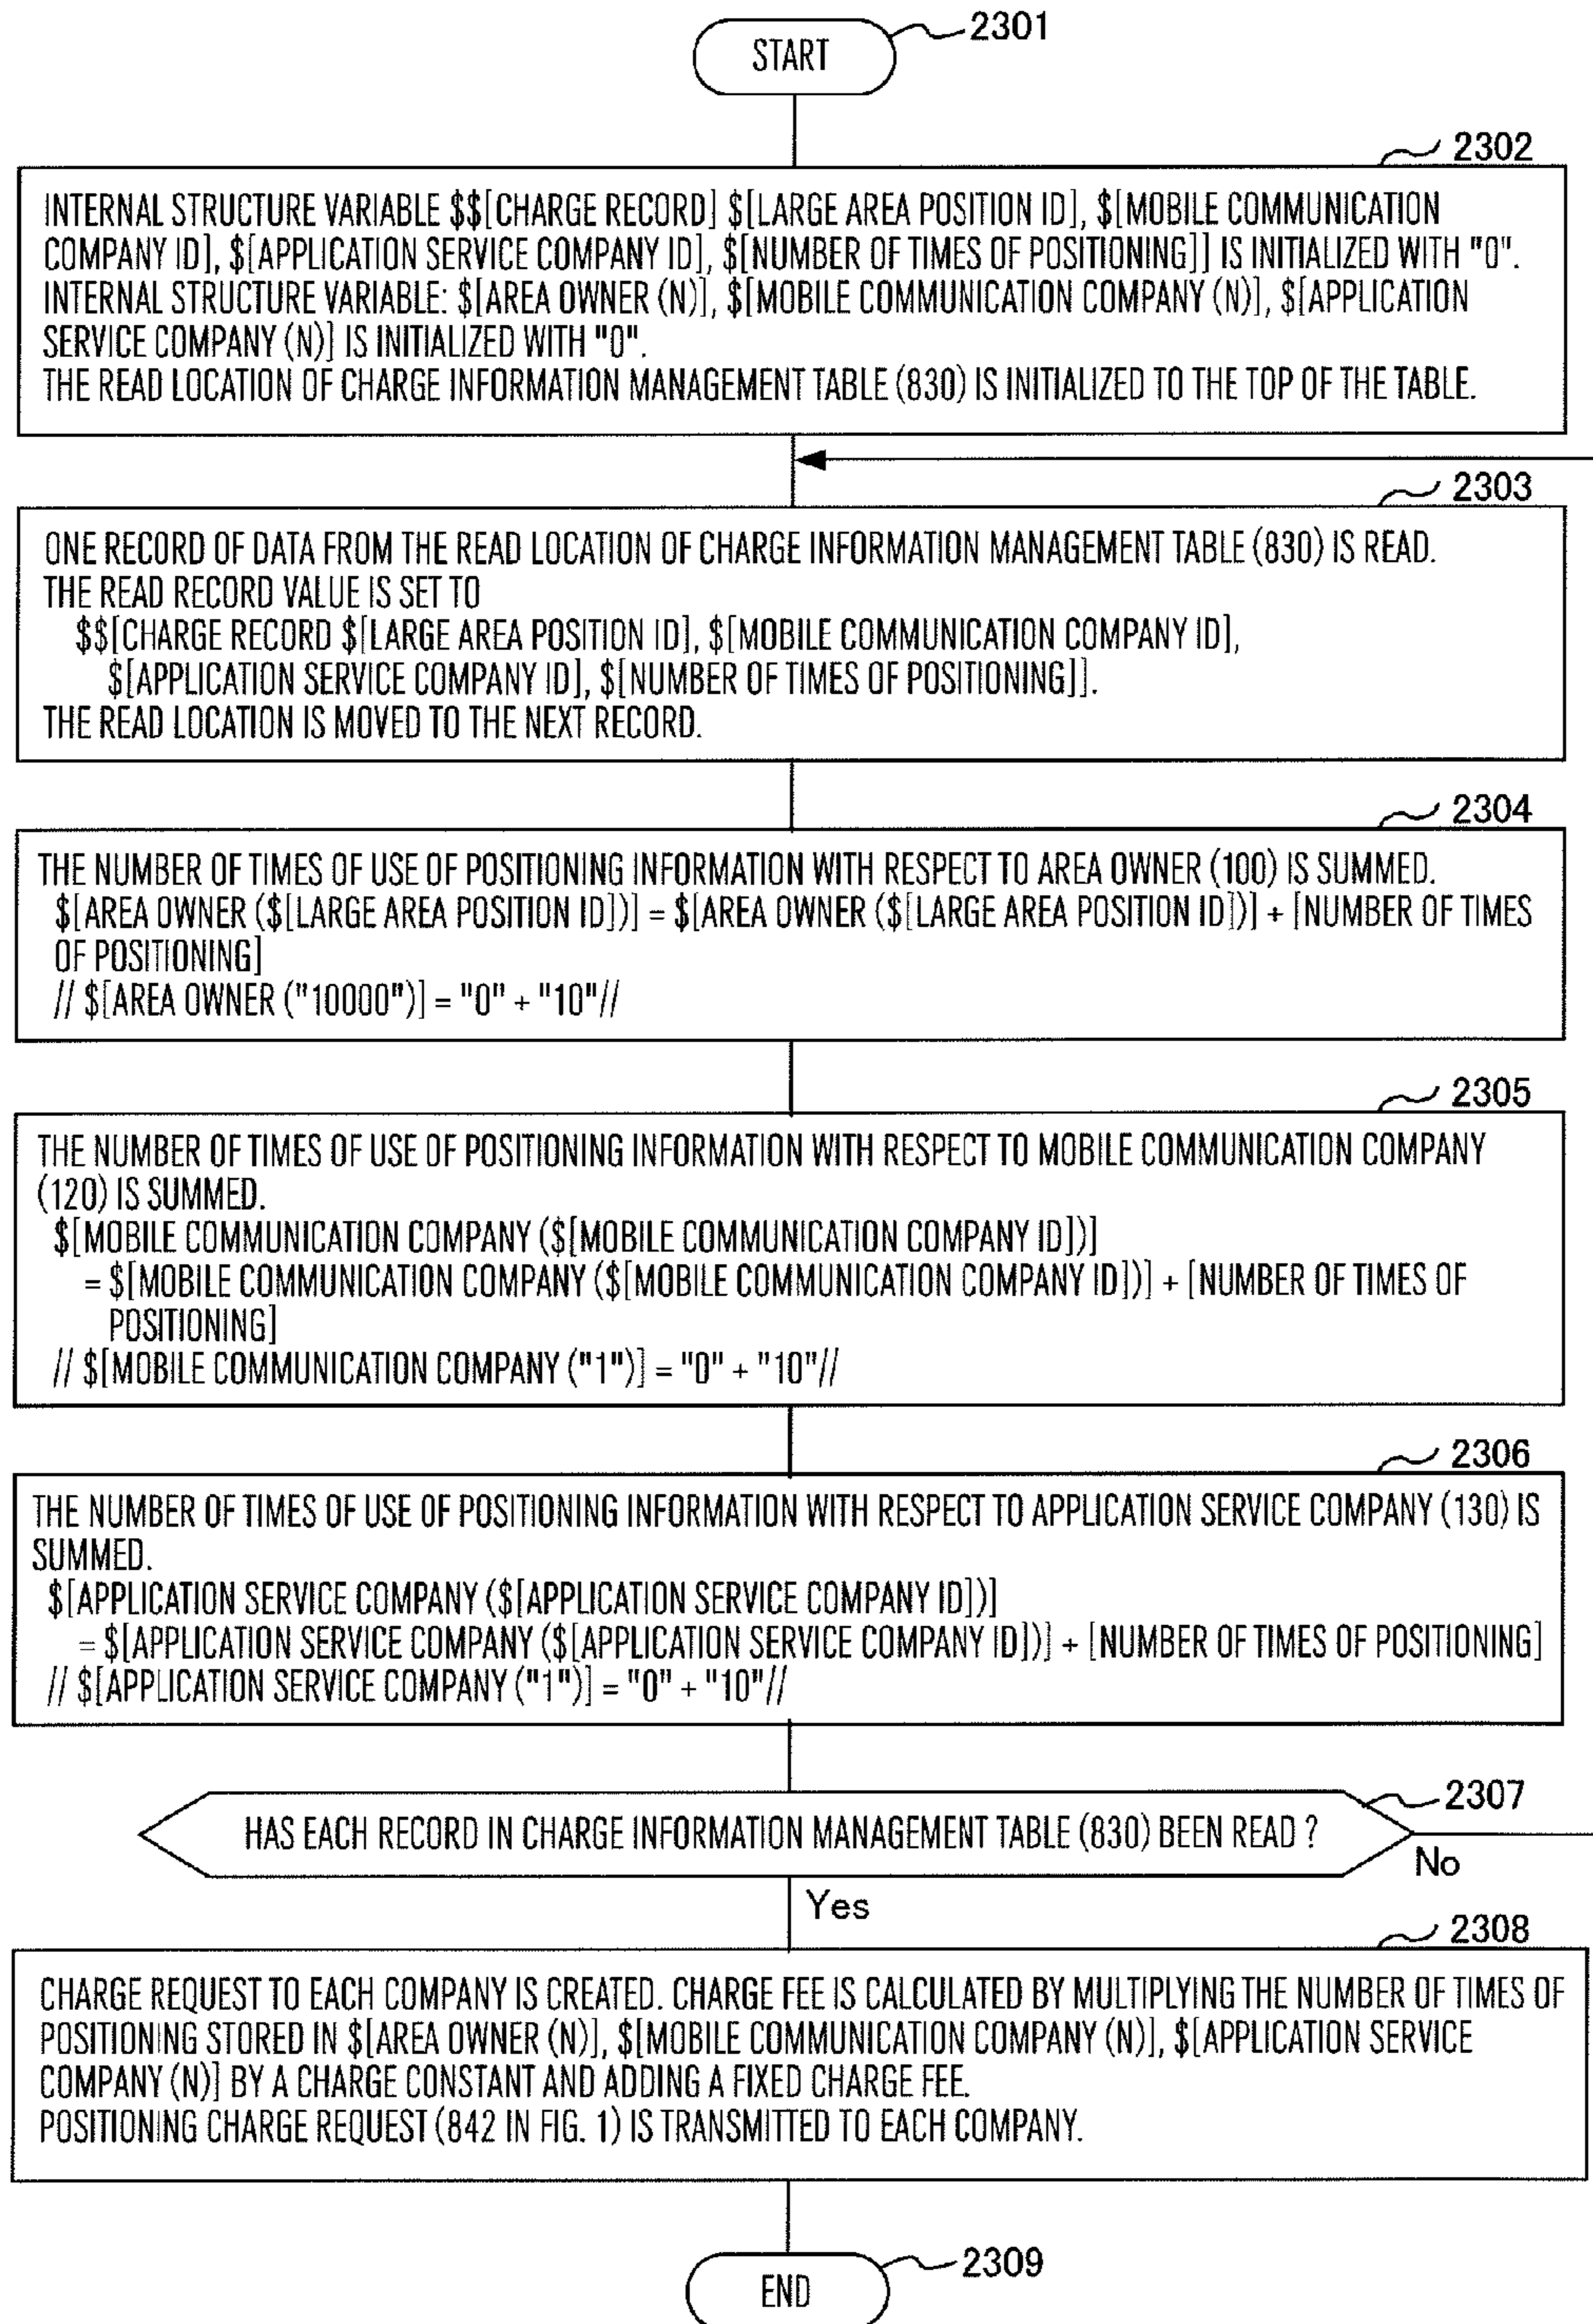 START
2301
2302
INTERNAL STRUCTURE VARIABLE $$[CHARGE RECORD] $[LARGE AREA POSITION ID], $[MOBILE COMMUNICATION
COMPANY ID], $[APPLICATION SERVICE COMPANY ID], $[NUMBER OF TIMES OF POSITIONING]] IS INITIALIZED WITH "0".
INTERNAL STRUCTURE VARIABLE: $[AREA OWNER (N)], $[MOBILE COMMUNICATION COMPANY (N)], $[APPLICATION
SERVICE COMPANY (N)] IS INITIALIZED WITH "0".
THE READ LOCATION OF CHARGE INFORMATION MANAGEMENT TABLE (830) IS INITIALIZED TO THE TOP OF THE TABLE.
2303
ONE RECORD OF DATA FROM THE READ LOCATION OF CHARGE INFORMATION MANAGEMENT TABLE (830) IS READ.
THE READ RECORD VALUE IS SET TO
$$[CHARGE RECORD $[LARGE AREA POSITION ID], $[MOBILE COMMUNICATION COMPANY ID],
$[APPLICATION SERVICE COMPANY ID], $[NUMBER OF TIMES OF POSITIONING]].
THE READ LOCATION IS MOVED TO THE NEXT RECORD.
2304
THE NUMBER OF TIMES OF USE OF POSITIONING INFORMATION WITH RESPECT TO AREA OWNER (100) IS SUMMED.
$[AREA OWNER ($[LARGE AREA POSITION ID])] = $[AREA OWNER ($[LARGE AREA POSITION ID])] + [NUMBER OF TIMES
OF POSITIONING]
// $[AREA OWNER ("10000")] = "0" + "10"//
2305
THE NUMBER OF TIMES OF USE OF POSITIONING INFORMATION WITH RESPECT TO MOBILE COMMUNICATION COMPANY
(120) IS SUMMED.
$[MOBILE COMMUNICATION COMPANY ($[MOBILE COMMUNICATION COMPANY ID])]
= $[MOBILE COMMUNICATION COMPANY ($[MOBILE COMMUNICATION COMPANY ID])] + [NUMBER OF TIMES OF
POSITIONING]
// $[MOBILE COMMUNICATION COMPANY ("1")] = "0" + "10"//
2306
THE NUMBER OF TIMES OF USE OF POSITIONING INFORMATION WITH RESPECT TO APPLICATION SERVICE COMPANY (130) IS
SUMMED.
$[APPLICATION SERVICE COMPANY ($[APPLICATION SERVICE COMPANY ID])]
= $[APPLICATION SERVICE COMPANY ($[APPLICATION SERVICE COMPANY ID])] + [NUMBER OF TIMES OF POSITIONING]
// $[APPLICATION SERVICE COMPANY ("1")] = "0" + "10"//
2307
HAS EACH RECORD IN CHARGE INFORMATION MANAGEMENT TABLE (830) BEEN READ ?
No
Yes
2308
CHARGE REQUEST TO EACH COMPANY IS CREATED. CHARGE FEE IS CALCULATED BY MULTIPLYING THE NUMBER OF TIMES OF
POSITIONING STORED IN $[AREA OWNER (N)], $[MOBILE COMMUNICATION COMPANY (N)], $[APPLICATION SERVICE
COMPANY (N)] BY A CHARGE CONSTANT AND ADDING A FIXED CHARGE FEE.
POSITIONING CHARGE REQUEST (842 IN FIG. 1) IS TRANSMITTED TO EACH COMPANY.
2309
END